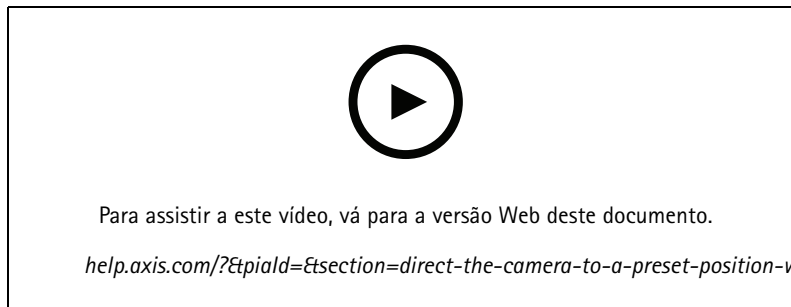 Para assistir a este vídeo, vá para a versão Web deste documento.
help.axis.com/?&piaId=&section=direct-the-camera-to-a-preset-position-